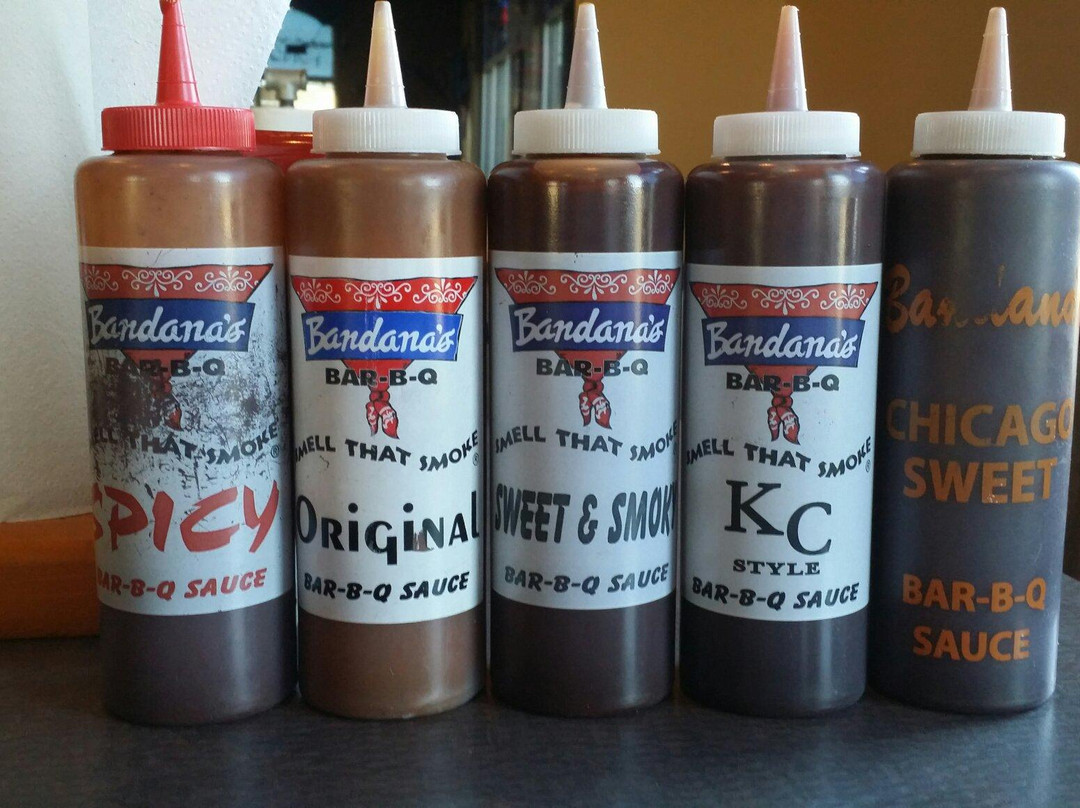 Bandana's
BAR-B-Q
SMELL THAT SMOKE®
SPICY
BAR-B-Q SAUCE
Bandana's
BAR-B-Q
SMELL THAT SMOKE®
Original
BAR-B-Q SAUCE
Bandana's
BAR-B-Q
SMELL THAT SMOKE®
SWEET & SMOKY
BAR-B-Q SAUCE
Bandana's
BAR-B-Q
SMELL THAT SMOKE®
KC
STYLE
BAR-B-Q SAUCE
Bandana
CHICAGO
SWEET
BAR-B-Q
SAUCE